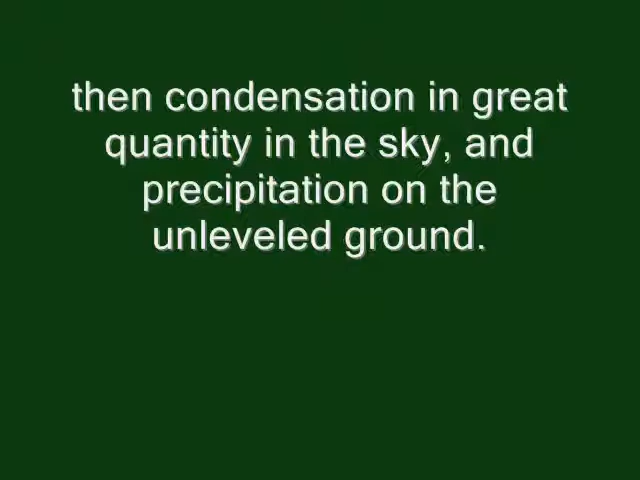 then condensation in great
quantity in the sky, and
precipitation on the
unleveled ground.